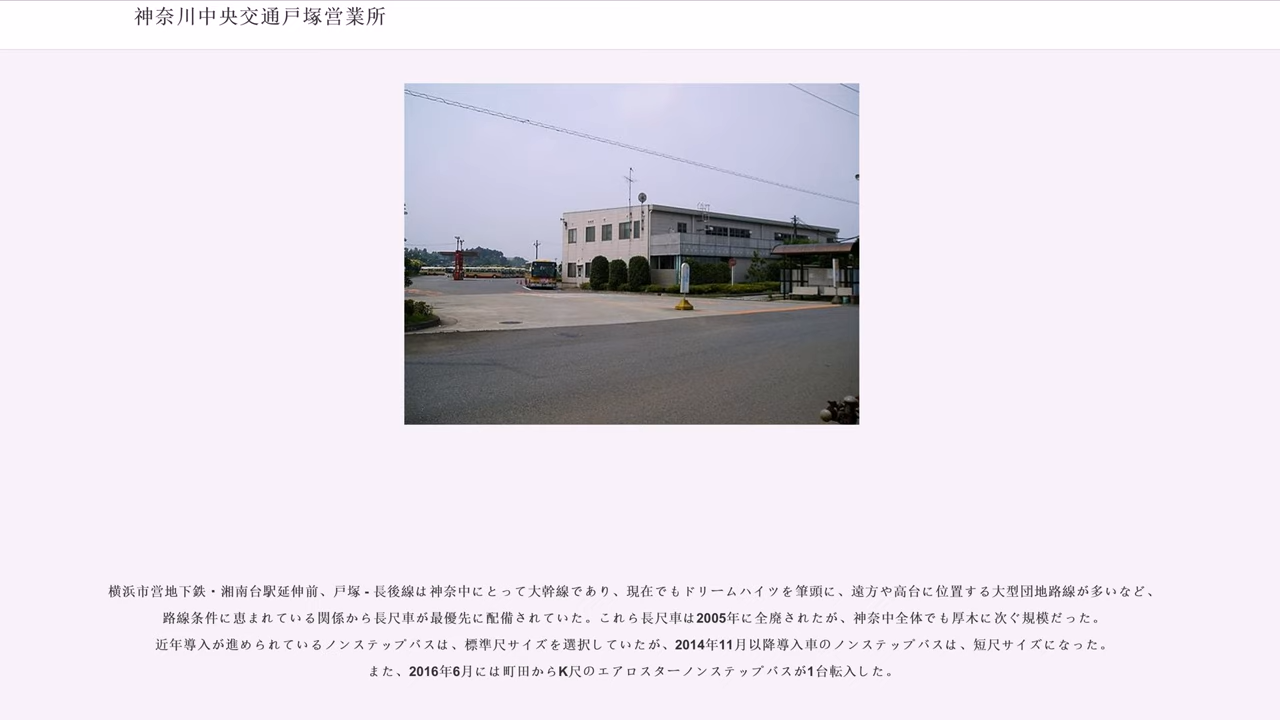 神奈川中央交通戸塚営業所
横浜市営地下鉄・湘南台駅延伸前、戸塚 - 長後線は神奈中にとって大幹線であり、現在でもドリームハイツを筆頭に、遠方や高台に位置する大型団地路線が多いなど、
路線条件に恵まれている関係から長尺車が最優先に配備されていた。これら長尺車は2005年に全廃されたが、神奈中全体でも厚木に次ぐ規模だった。
近年導入が進められているノンステップバスは、標準尺サイズを選択していたが、2014年11月以降導入車のノンステップバスは、短尺サイズになった。
また、2016年6月には町田からK尺のエアロスターノンステップバスが1台転入した。